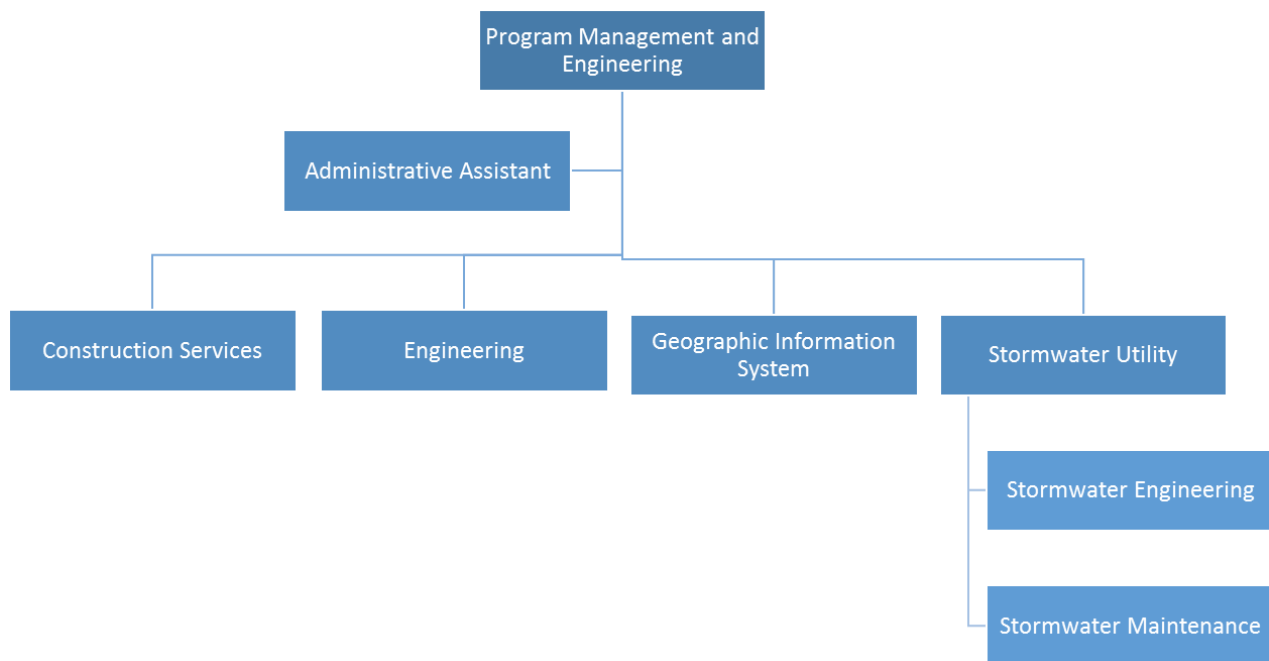 Program Management and
Engineering
Administrative Assistant
Construction Services
Engineering
Geographic Information
System
Stormwater Utility
Stormwater Engineering
Stormwater Maintenance